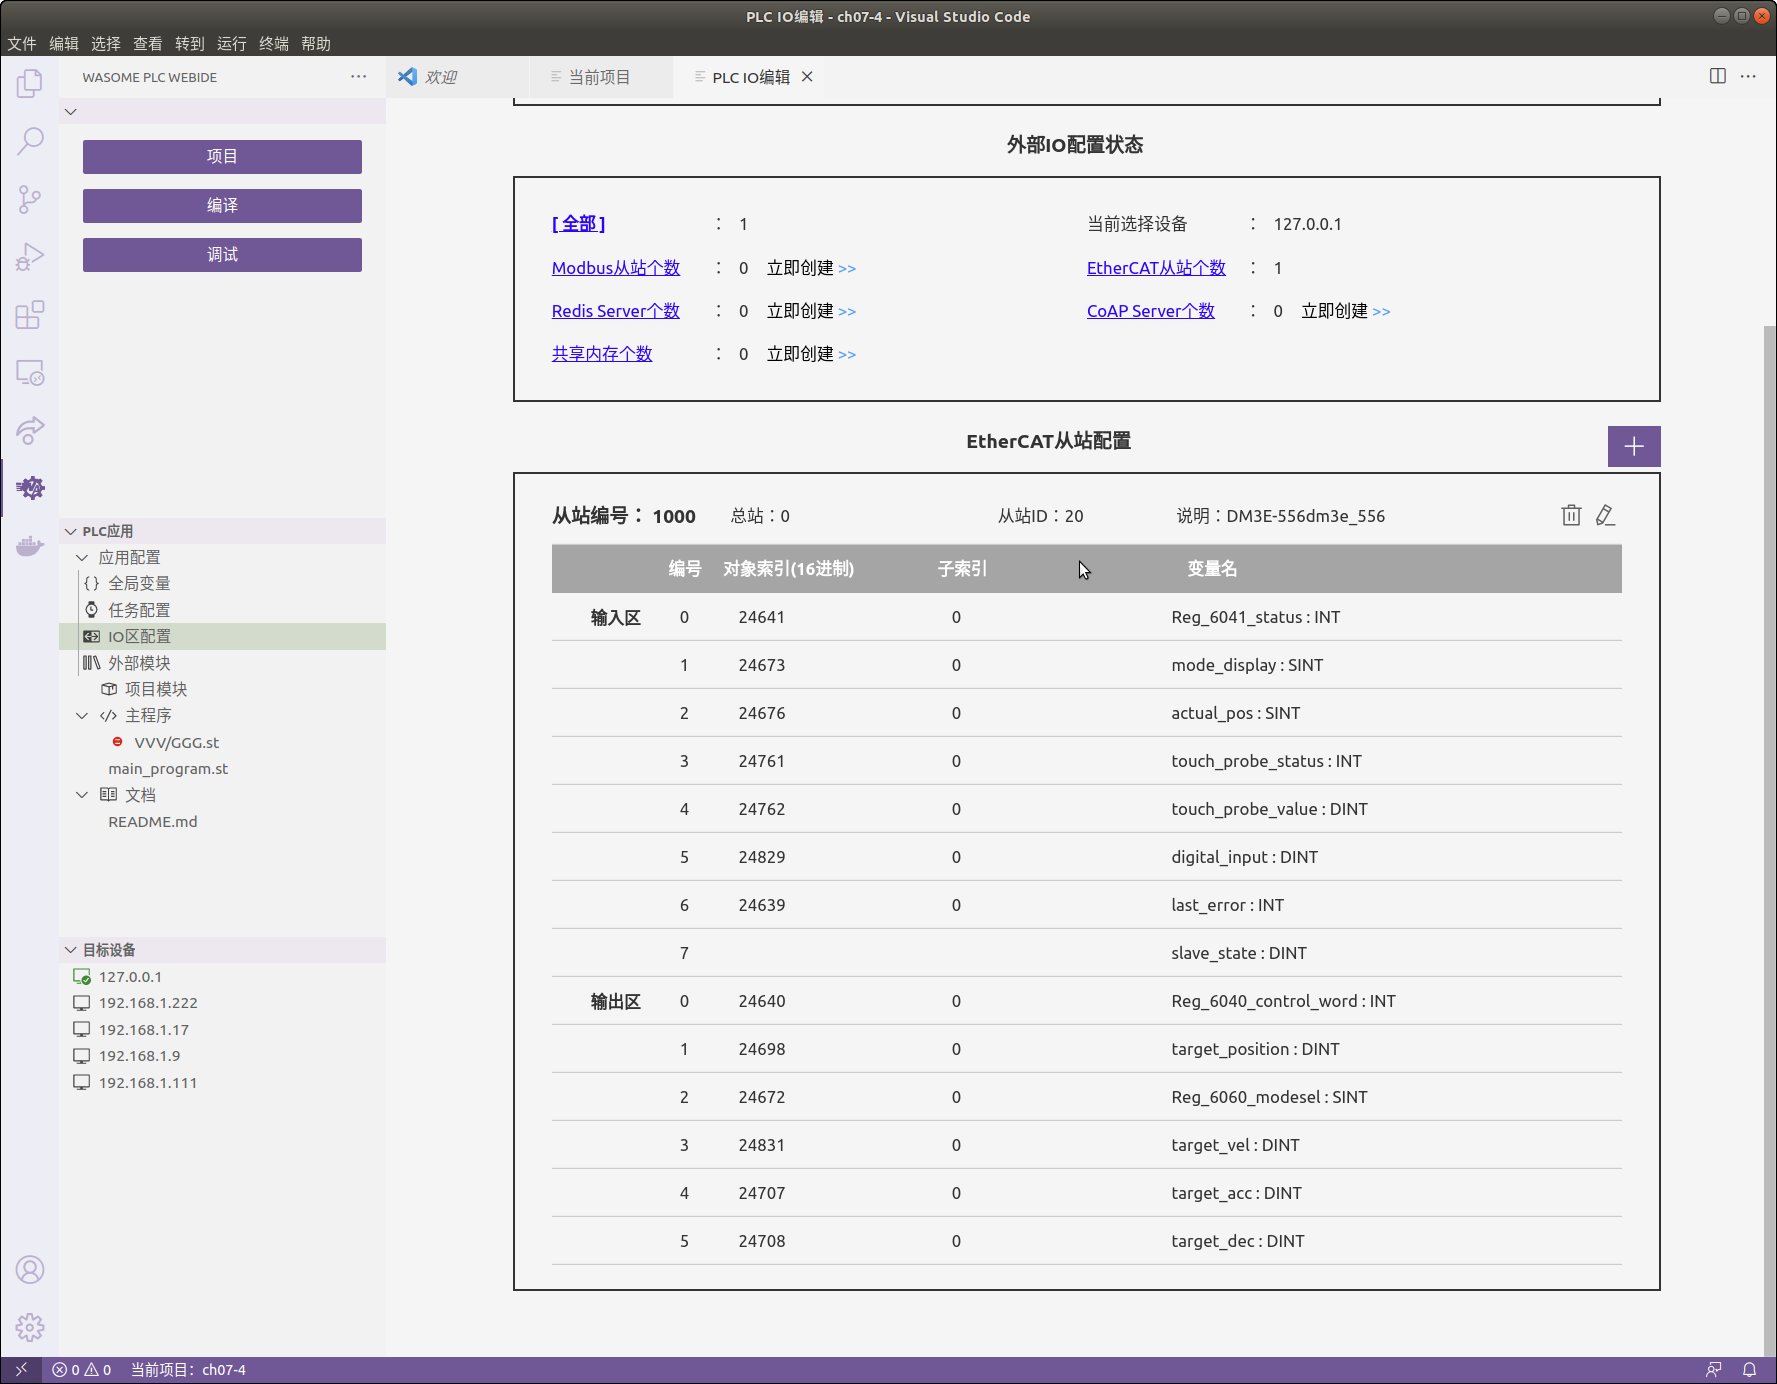 PLC IO编辑 - ch07-4 - Visual Studio Code
文件 编辑 选择 查看 转到 运行 终端 帮助
WASOME PLC WEBIDE
欢迎
当前项目
PLC IO编辑
项目
编译
调试
PLC应用
应用配置
全局变量
任务配置
IO区配置
外部模块
项目模块
主程序
VVV/GGG.st
main_program.st
文档
README.md
目标设备
127.0.0.1
192.168.1.222
192.168.1.17
192.168.1.9
192.168.1.111
外部IO配置状态
[ 全部 ] : 1 当前选择设备 : 127.0.0.1
Modbus从站个数 : 0 立即创建 >> EtherCAT从站个数 : 1
Redis Server个数 : 0 立即创建 >> CoAP Server个数 : 0 立即创建 >>
共享内存个数 : 0 立即创建 >>
EtherCAT从站配置
从站编号： 1000 总站：0 从站ID：20 说明：DM3E-556dm3e_556
编号 对象索引(16进制) 子索引 变量名
输入区 0 24641 0 Reg_6041_status : INT
1 24673 0 mode_display : SINT
2 24676 0 actual_pos : SINT
3 24761 0 touch_probe_status : INT
4 24762 0 touch_probe_value : DINT
5 24829 0 digital_input : DINT
6 24639 0 last_error : INT
7 slave_state : DINT
输出区 0 24640 0 Reg_6040_control_word : INT
1 24698 0 target_position : DINT
2 24672 0 Reg_6060_modesel : SINT
3 24831 0 target_vel : DINT
4 24707 0 target_acc : DINT
5 24708 0 target_dec : DINT
0 0 当前项目：ch07-4